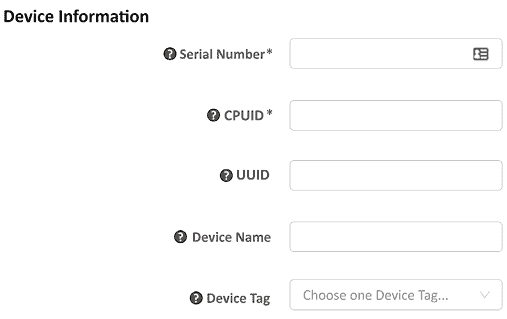 Device Information
Serial Number*
CPUID*
UUID
Device Name
Device Tag
Choose one Device Tag...